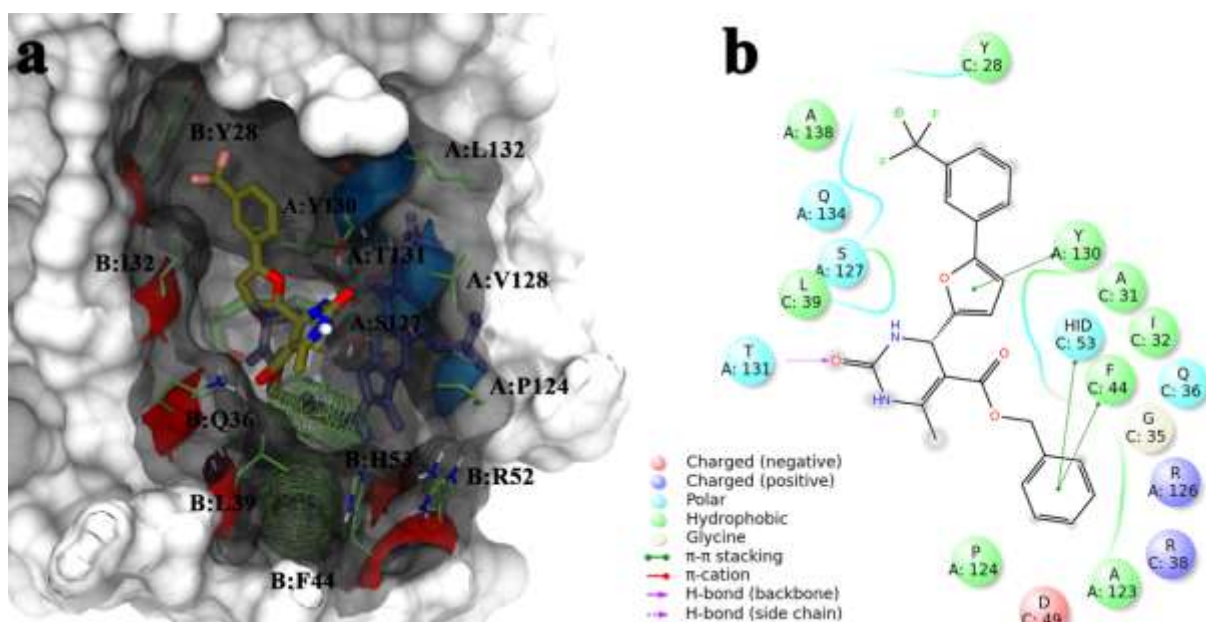 a
B:Y28
A:L132
A:Y130
A:T131
B:I32
A:V128
A:S127
A:P124
B:Q36
B:H53
B:R52
B:L39
B:F44
b
Y
C: 28
A
A: 138
Q
A: 134
S
A: 127
L
C: 39
Y
A: 130
A
C: 31
HID
C: 53
I
C: 32
T
A: 131
F
C: 44
Q
C: 36
G
C: 35
R
A: 126
R
C: 38
P
A: 124
A
A: 123
D
C: 49
O
HN
O
HN
O
O
Charged (negative)
Charged (positive)
Polar
Hydrophobic
Glycine
π-π stacking
π-cation
H-bond (backbone)
H-bond (side chain)